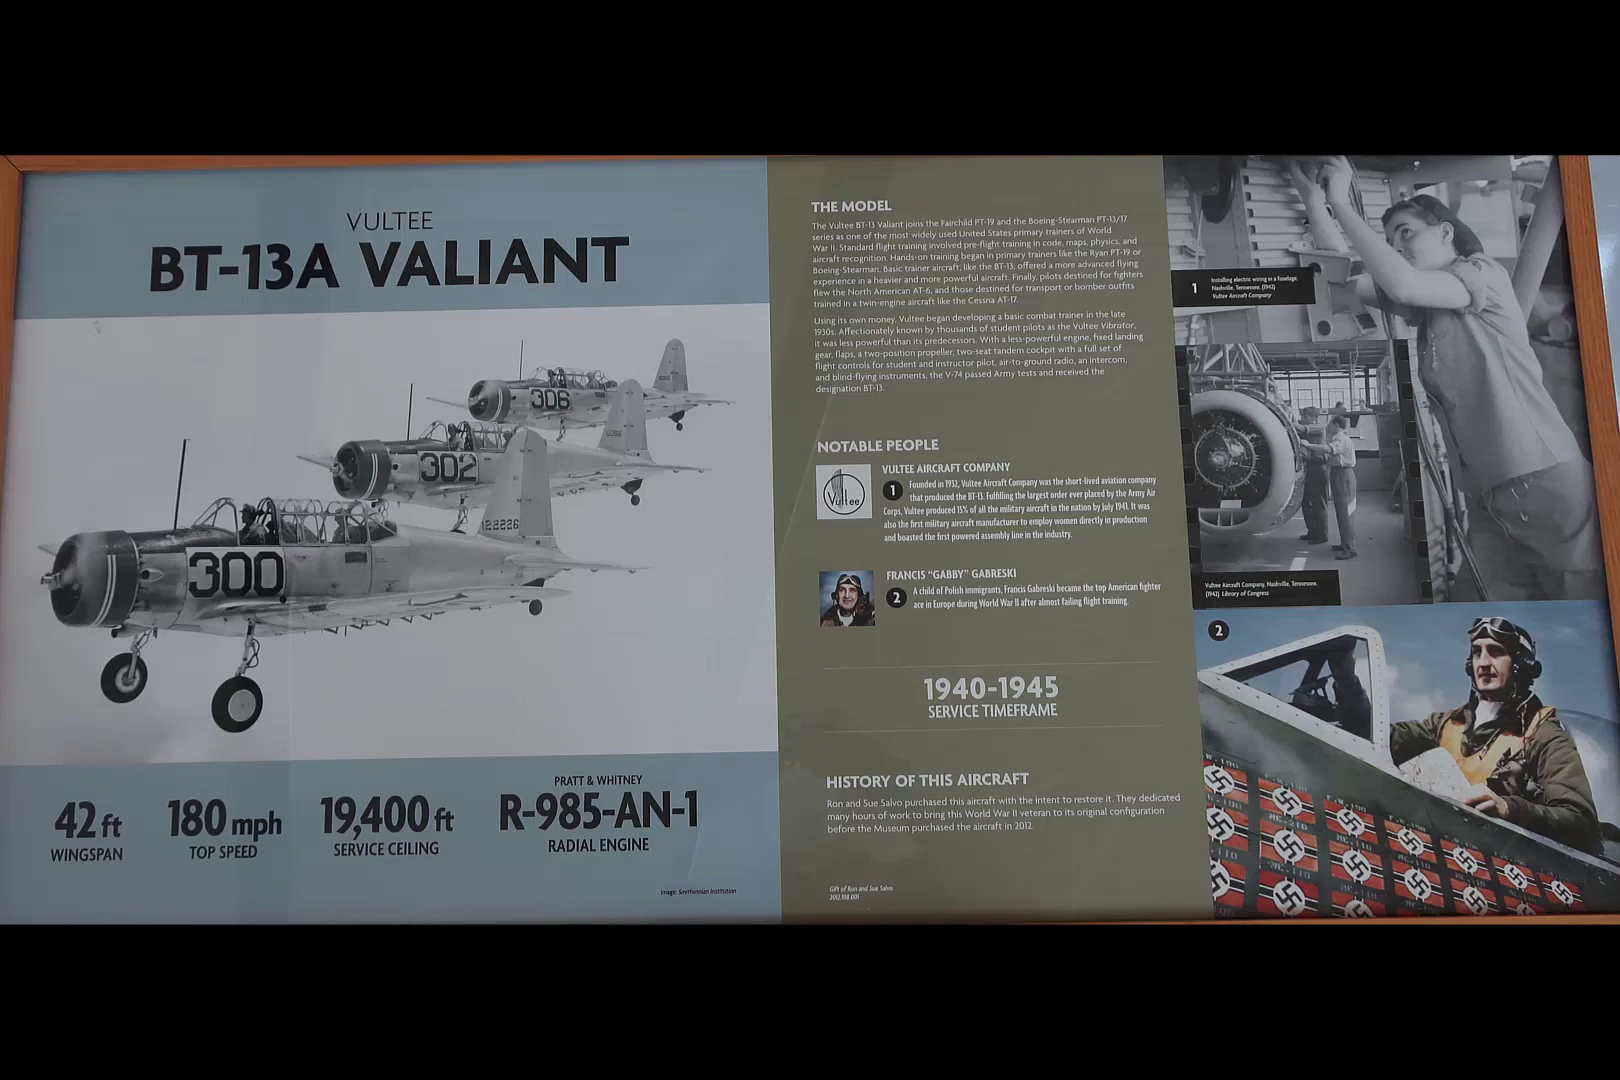 VULTEE
BT-13A VALIANT
306
302
300
122226
42 ft
WINGSPAN
180 mph
TOP SPEED
19,400 ft
SERVICE CEILING
PRATT & WHITNEY
R-985-AN-1
RADIAL ENGINE
Image: Smithsonian Institution
THE MODEL
The Vultee BT-13 Valiant joins the Fairchild PT-19 and the Boeing-Stearman PT-13/17
series as one of the most widely used United States primary trainers of World
War II. Standard flight training involved pre-flight training in code, maps, physics, and
aircraft recognition. Hands-on training began in primary trainers like the Ryan PT-19 or
Boeing-Stearman. Basic trainer aircraft, like the BT-13, offered a more advanced flying
experience in a heavier and more powerful aircraft. Finally, pilots destined for fighters
flew the North American AT-6, and those destined for transport or bomber outfits
trained in a twin-engine aircraft like the Cessna AT-17.
Using its own money, Vultee began developing a basic combat trainer in the late
1930s. Affectionately known by thousands of student pilots as the Vultee Vibrator,
it was less powerful than its predecessors. With a less-powerful engine, fixed landing
gear, flaps, a two-position propeller, two-seat tandem cockpit with a full set of
flight controls for student and instructor pilot, air-to-ground radio, an intercom,
and blind-flying instruments, the V-74 passed Army tests and received the
designation BT-13.
NOTABLE PEOPLE
Vultee
VULTEE AIRCRAFT COMPANY
1 Founded in 1932, Vultee Aircraft Company was the short-lived aviation company
that produced the BT-13. Fulfilling the largest order ever placed by the Army Air
Corps, Vultee produced 15% of all the military aircraft in the nation by July 1941. It was
also the first military aircraft manufacturer to employ women directly in production
and boasted the first powered assembly line in the industry.
FRANCIS "GABBY" GABRESKI
2 A child of Polish immigrants, Francis Gabreski became the top American fighter
ace in Europe during World War II after almost failing flight training.
1940-1945
SERVICE TIMEFRAME
HISTORY OF THIS AIRCRAFT
Ron and Sue Salvo purchased this aircraft with the intent to restore it. They dedicated
many hours of work to bring this World War II veteran to its original configuration
before the Museum purchased the aircraft in 2012.
Gift of Ron and Sue Salvo
2012.108.001
1
Installing electric wiring in a fuselage,
Nashville, Tennessee. (1942)
Vultee Aircraft Company
Vultee Aircraft Company, Nashville, Tennessee.
(1942) Library of Congress
2
F.W. 190
ME. 210
ME. 110
ME. 110